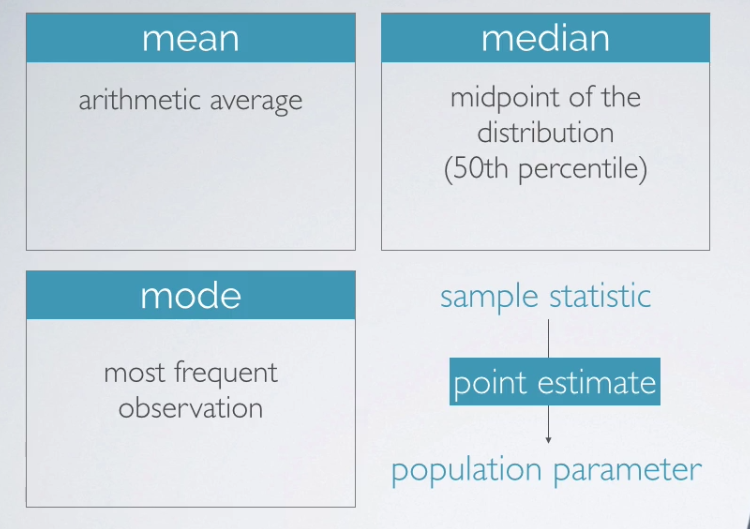 mean
arithmetic average
median
midpoint of the
distribution
(50th percentile)
mode
most frequent
observation
sample statistic
point estimate
population parameter